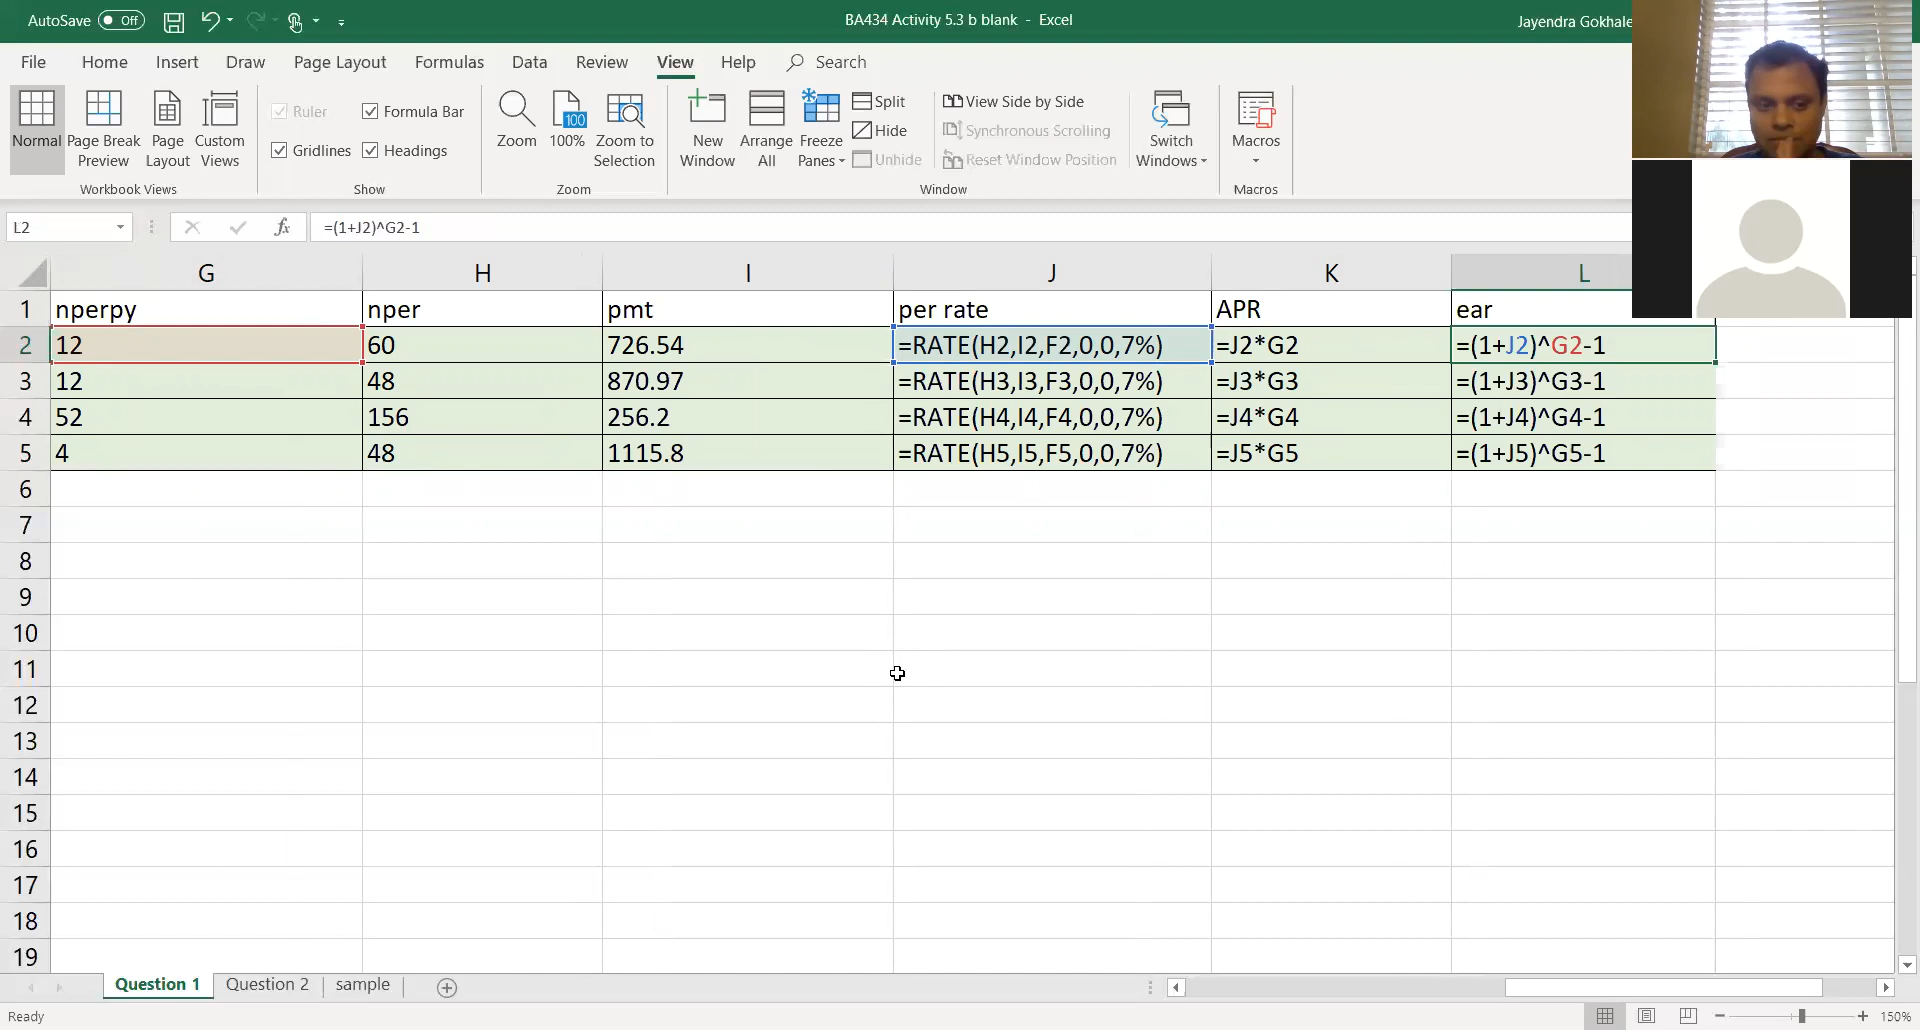 AutoSave Off BA434 Activity 5.3 b blank - Excel Jayendra Gokhale
File Home Insert Draw Page Layout Formulas Data Review View Help Search
Normal Page Break Preview Page Layout Custom Views
Workbook Views
Ruler Formula Bar
Gridlines Headings
Show
Zoom 100% Zoom to Selection
100
Zoom
New Window Arrange All Freeze Panes
Split View Side by Side
Hide Synchronous Scrolling
Unhide Reset Window Position
Switch Windows
Window
Macros
Macros
L2 fx =(1+J2)^G2-1
G H I J K L
1 nperpy nper pmt per rate APR ear
2 12 60 726.54 =RATE(H2,I2,F2,0,0,7%) =J2*G2 =(1+J2)^G2-1
3 12 48 870.97 =RATE(H3,I3,F3,0,0,7%) =J3*G3 =(1+J3)^G3-1
4 52 156 256.2 =RATE(H4,I4,F4,0,0,7%) =J4*G4 =(1+J4)^G4-1
5 4 48 1115.8 =RATE(H5,I5,F5,0,0,7%) =J5*G5 =(1+J5)^G5-1
6
7
8
9
10
11
12
13
14
15
16
17
18
19
Question 1 Question 2 sample
Ready 150%